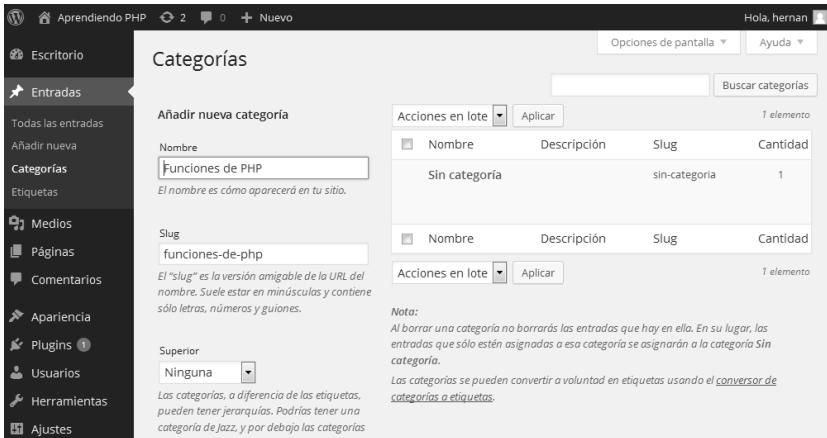 Aprendiendo PHP 2 0 + Nuevo Hola, hernan
Escritorio
Entradas
Todas las entradas
Añadir nueva
Categorías
Etiquetas
Medios
Páginas
Comentarios
Apariencia
Plugins 1
Usuarios
Herramientas
Ajustes
Opciones de pantalla Ayuda
Categorías
Buscar categorías
Añadir nueva categoría
Nombre
Funciones de PHP
El nombre es cómo aparecerá en tu sitio.
Slug
funciones-de-php
El “slug” es la versión amigable de la URL del
nombre. Suele estar en minúsculas y contiene
sólo letras, números y guiones.
Superior
Ninguna
Las categorías, a diferencia de las etiquetas,
pueden tener jerarquías. Podrías tener una
categoría de Jazz, y por debajo las categorías
Acciones en lote Aplicar 1 elemento
Nombre Descripción Slug Cantidad
Sin categoría sin-categoria 1
Nombre Descripción Slug Cantidad
Acciones en lote Aplicar 1 elemento
Nota:
Al borrar una categoría no borrarás las entradas que hay en ella. En su lugar, las
entradas que sólo estén asignadas a esa categoría se asignarán a la categoría Sin
categoría.
Las categorías se pueden convertir a voluntad en etiquetas usando el conversor de
categorías a etiquetas.